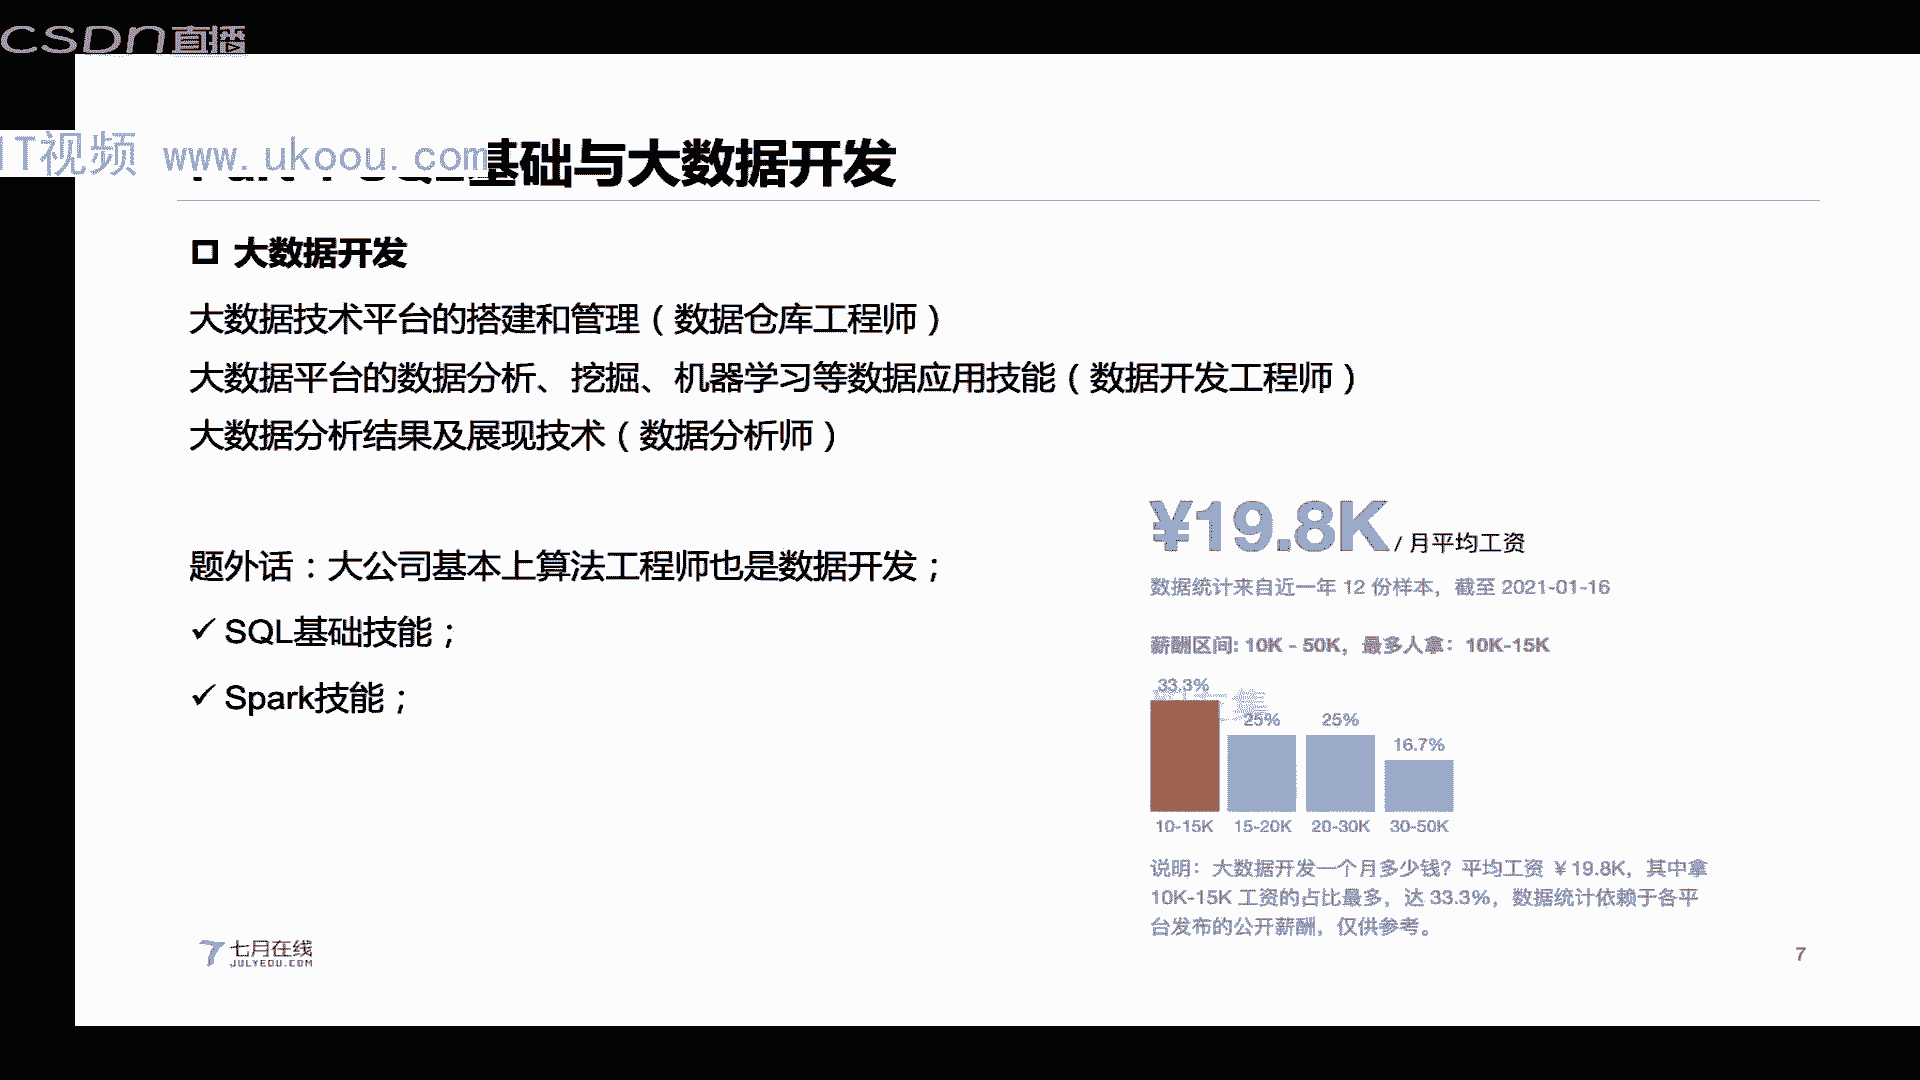 CSDN直播
IT视频 www.ukoou.com
基础与大数据开发
大数据开发
大数据技术平台的搭建和管理（数据仓库工程师）
大数据平台的数据分析、挖掘、机器学习等数据应用技能（数据开发工程师）
大数据分析结果及展现技术（数据分析师）
题外话：大公司基本上算法工程师也是数据开发；
✓ SQL基础技能；
✓ Spark技能；
¥19.8K / 月平均工资
数据统计来自近一年 12 份样本，截至 2021-01-16
薪酬区间: 10K - 50K，最多人拿：10K-15K
33.3% 25% 25% 16.7%
10-15K 15-20K 20-30K 30-50K
说明：大数据开发一个月多少钱？平均工资 ¥19.8K，其中拿
10K-15K 工资的占比最多，达 33.3%，数据统计依赖于各平
台发布的公开薪酬，仅供参考。
七月在线
JULYEDU.COM
7